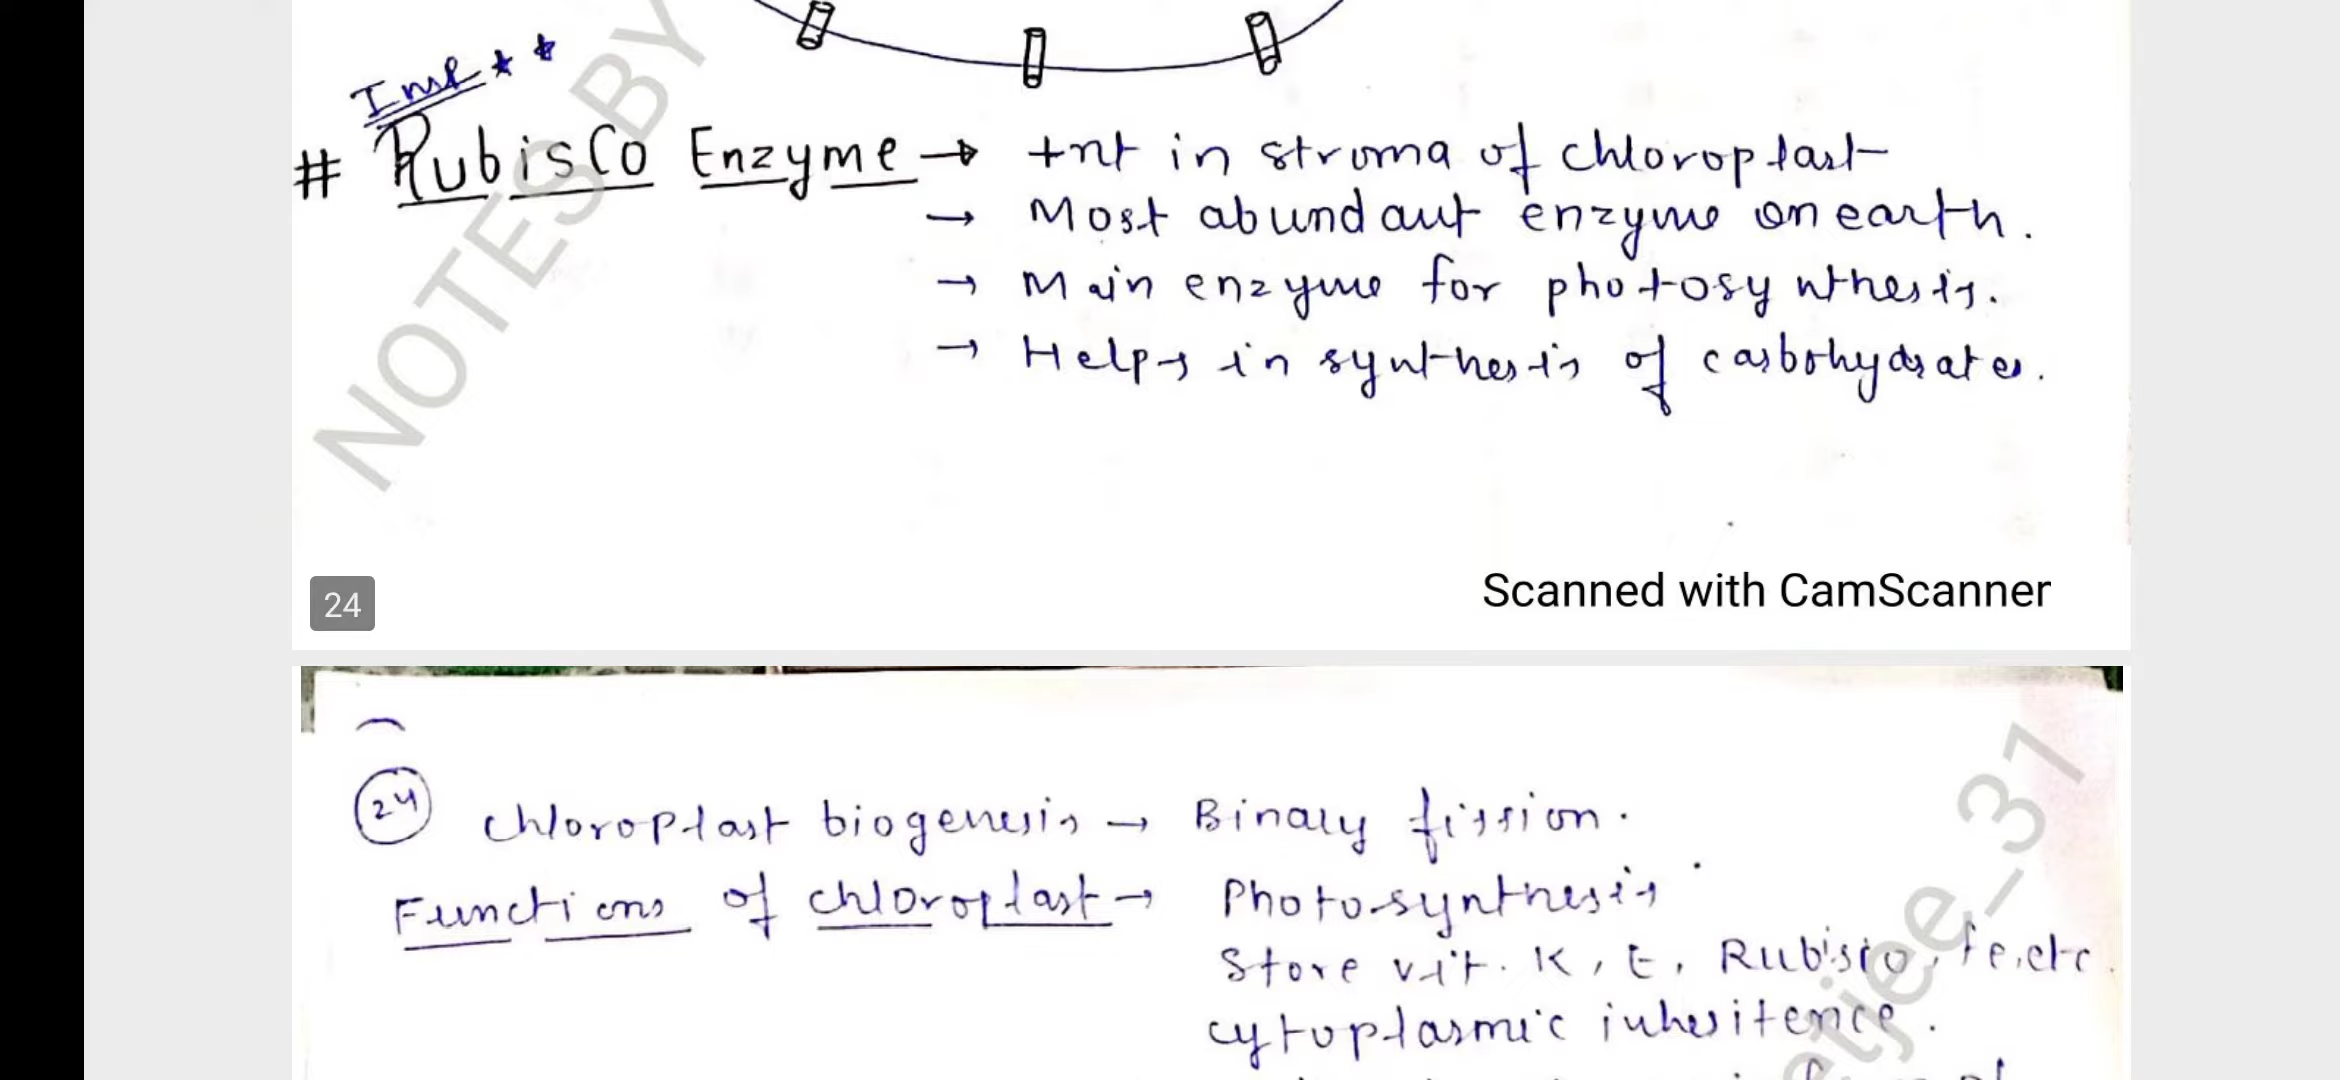 Imp ★ ★
# RubisCo Enzyme → +nt in stroma of chloroplast
→ Most abundant enzyme on earth.
→ Main enzyme for photosynthesis.
→ Helps in synthesis of carbohydrates.
NOTES BY
24
Scanned with CamScanner
24 Chloroplast biogenesis → Binary fission.
Functions of chloroplast → Photosynthesis
Store vit. K, E, Rubisco, fe, etc.
cytoplasmic inheritence.
etjee_31